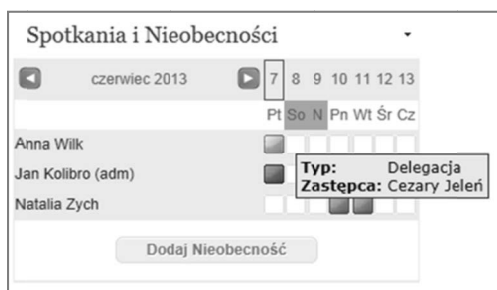 Spotkania i Nieobecności
czerwiec 2013 7 8 9 10 11 12 13
Pt So N Pn Wt Śr Cz
Anna Wilk
Jan Kolibro (adm)
Typ: Delegacja
Zastępca: Cezary Jeleń
Natalia Zych
Dodaj Nieobecność